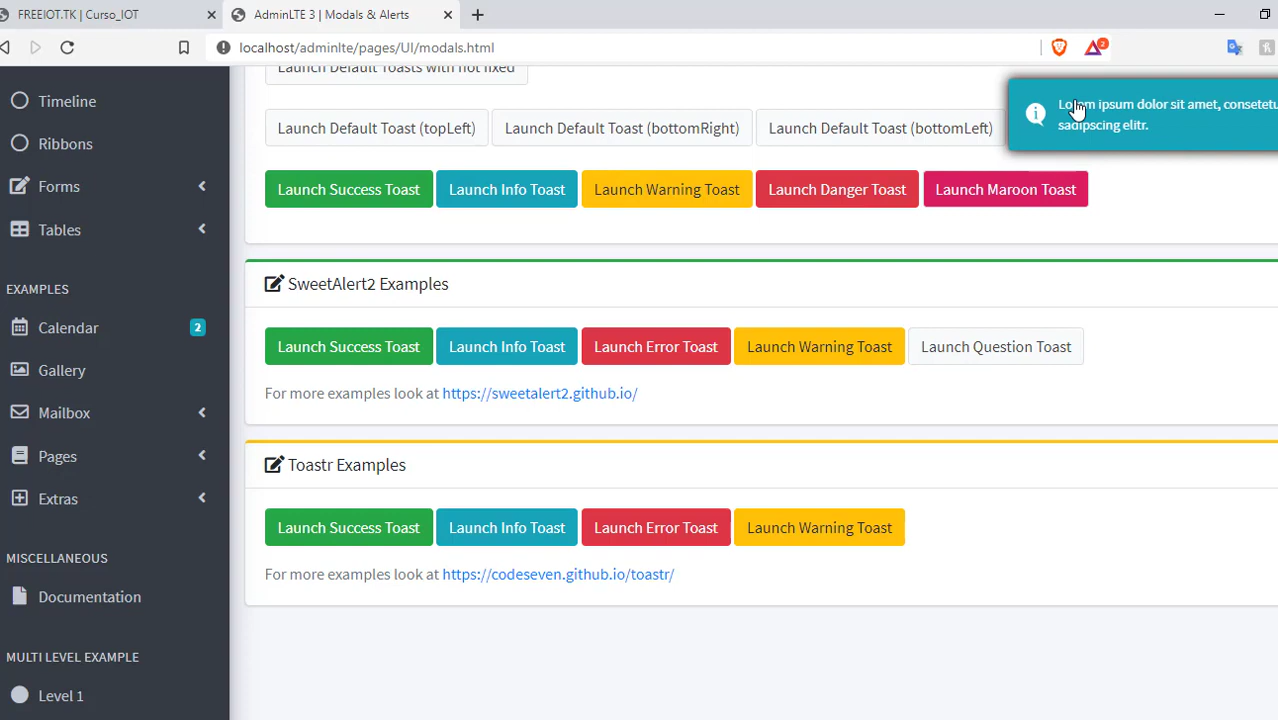 FREEIOT.TK | Curso_IOT
AdminLTE 3 | Modals & Alerts
localhost/adminlte/pages/UI/modals.html
2
Launch Default Toasts with not fixed
Timeline
Ribbons
Forms
Tables
EXAMPLES
Calendar 2
Gallery
Mailbox
Pages
Extras
MISCELLANEOUS
Documentation
MULTI LEVEL EXAMPLE
Level 1
Launch Default Toast (topLeft) Launch Default Toast (bottomRight) Launch Default Toast (bottomLeft)
Lorem ipsum dolor sit amet, consetetu
sadipscing elitr.
Launch Success Toast Launch Info Toast Launch Warning Toast Launch Danger Toast Launch Maroon Toast
SweetAlert2 Examples
Launch Success Toast Launch Info Toast Launch Error Toast Launch Warning Toast Launch Question Toast
For more examples look at https://sweetalert2.github.io/
Toastr Examples
Launch Success Toast Launch Info Toast Launch Error Toast Launch Warning Toast
For more examples look at https://codeseven.github.io/toastr/